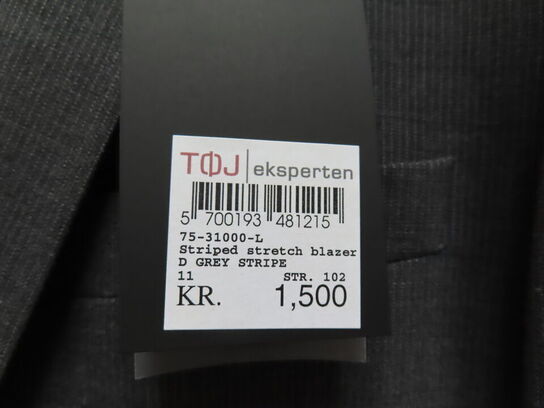 TØJ eksperten
5 700193 481215
75-31000-L
Striped stretch blazer
D GREY STRIPE
11 STR. 102
KR. 1,500